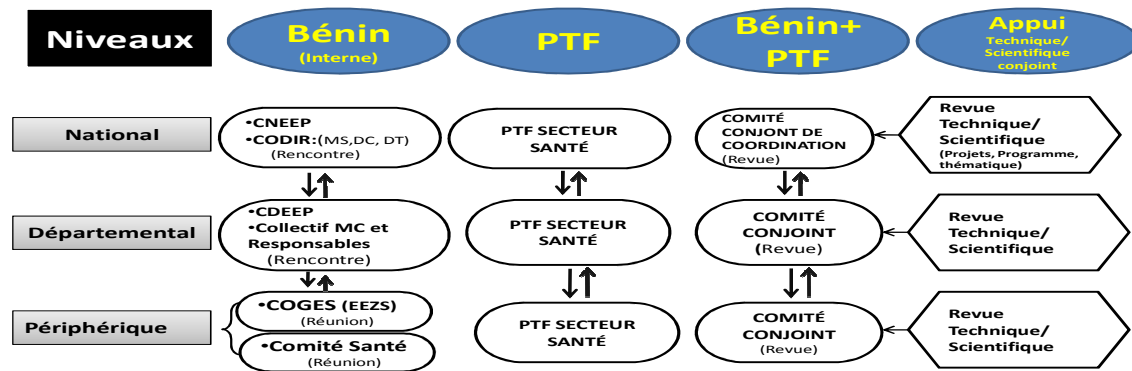 Niveaux
Bénin
(Interne)
PTF
Bénin+
PTF
Appui
Technique/
Scientifique
conjoint
National
•CNEEP
•CODIR:(MS,DC, DT)
(Rencontre)
PTF SECTEUR
SANTÉ
COMITÉ
CONJONT DE
COORDINATION
(Revue)
Revue
Technique/
Scientifique
(Projets, Programme,
thématique)
Départemental
•CDEEP
•Collectif MC et
Responsables
(Rencontre)
PTF SECTEUR
SANTÉ
COMITÉ
CONJOINT
(Revue)
Revue
Technique/
Scientifique
Périphérique
•COGES (EEZS)
(Réunion)
•Comité Santé
(Réunion)
PTF SECTEUR
SANTÉ
COMITÉ
CONJOINT
(Revue)
Revue
Technique/
Scientifique